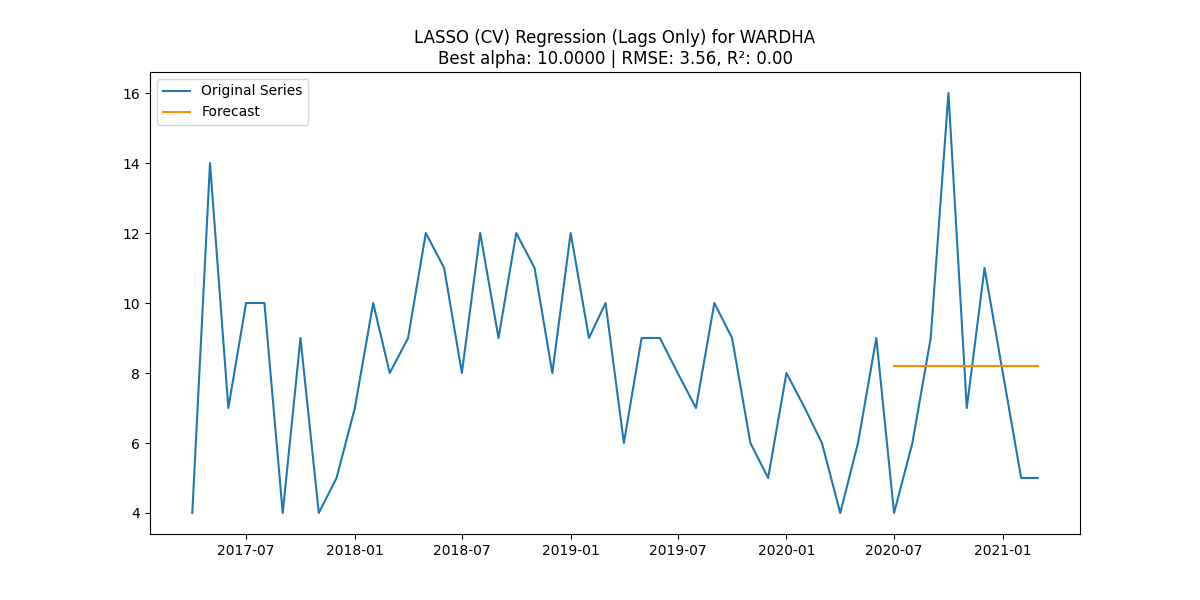 LASSO (CV) Regression (Lags Only) for WARDHA
Best alpha: 10.0000 | RMSE: 3.56, R²: 0.00
Original Series
Forecast
16
14
12
10
8
6
4
2017-07 2018-01 2018-07 2019-01 2019-07 2020-01 2020-07 2021-01